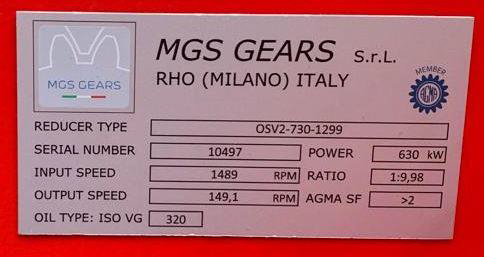 MGS GEARS
MGS GEARS S.r.L.
RHO (MILANO) ITALY
MEMBER
AGMA
REDUCER TYPE OSV2-730-1299
SERIAL NUMBER 10497 POWER 630 kW
INPUT SPEED 1489 RPM RATIO 1:9,98
OUTPUT SPEED 149,1 RPM AGMA SF >2
OIL TYPE: ISO VG 320